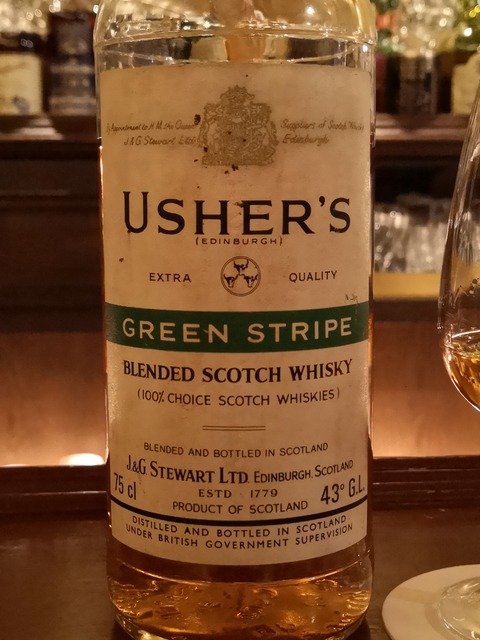 By Appointment to H.M. the Queen Suppliers of Scotch Whisky
J.&G. Stewart Ltd. Edinburgh
USHER'S
(EDINBURGH)
EXTRA QUALITY
GREEN STRIPE
BLENDED SCOTCH WHISKY
(100% CHOICE SCOTCH WHISKIES)
BLENDED AND BOTTLED IN SCOTLAND
J.&G. STEWART LTD. EDINBURGH, SCOTLAND
75 cl ESTD 1779 43° G.L.
PRODUCT OF SCOTLAND
DISTILLED AND BOTTLED IN SCOTLAND
UNDER BRITISH GOVERNMENT SUPERVISION